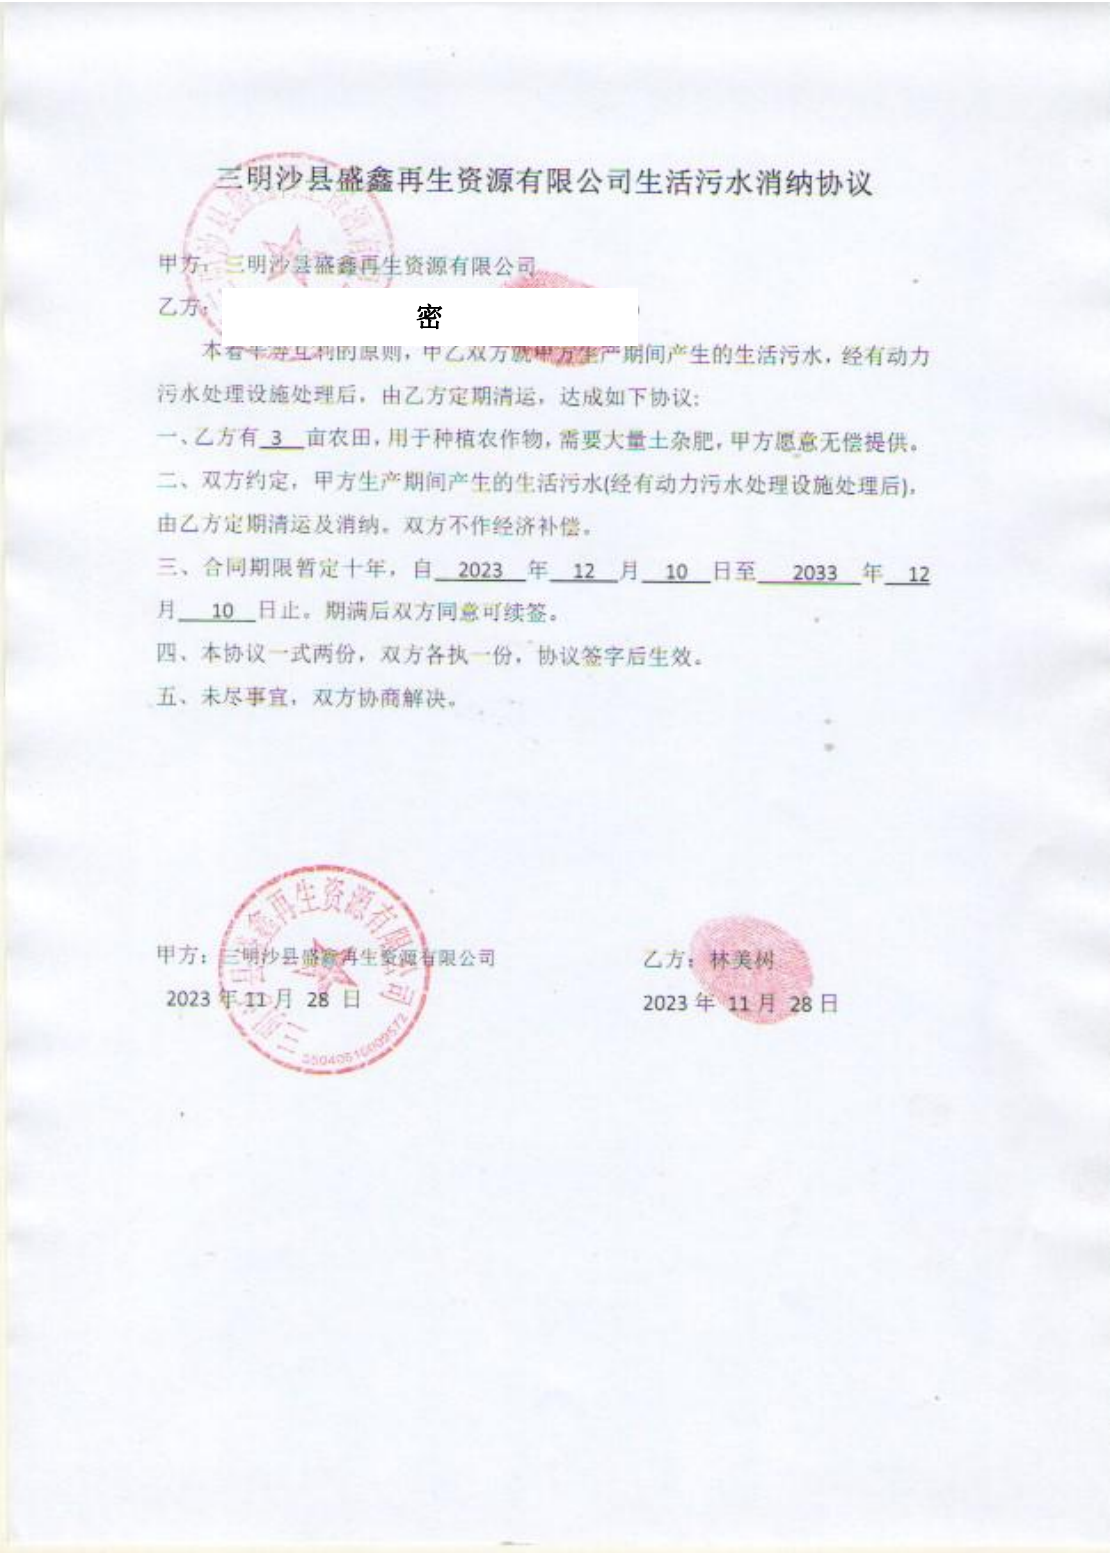 三明沙县盛鑫再生资源有限公司生活污水消纳协议
甲方：三明沙县盛鑫再生资源有限公司
乙方：
密
本着平等互利的原则，甲乙双方就甲方生产期间产生的生活污水，经有动力
污水处理设施处理后，由乙方定期清运，达成如下协议：
一、乙方有 3 亩农田，用于种植农作物，需要大量土杂肥，甲方愿意无偿提供。
二、双方约定，甲方生产期间产生的生活污水(经有动力污水处理设施处理后)，
由乙方定期清运及消纳。双方不作经济补偿。
三、合同期限暂定十年，自 2023 年 12 月 10 日至 2033 年 12
月 10 日止。期满后双方同意可续签。
四、本协议一式两份，双方各执一份，协议签字后生效。
五、未尽事宜，双方协商解决。
三明沙县盛鑫再生资源有限公司
甲方：三明沙县盛鑫再生资源有限公司
乙方：林美树
2023 年 11 月 28 日
2023 年 11 月 28 日